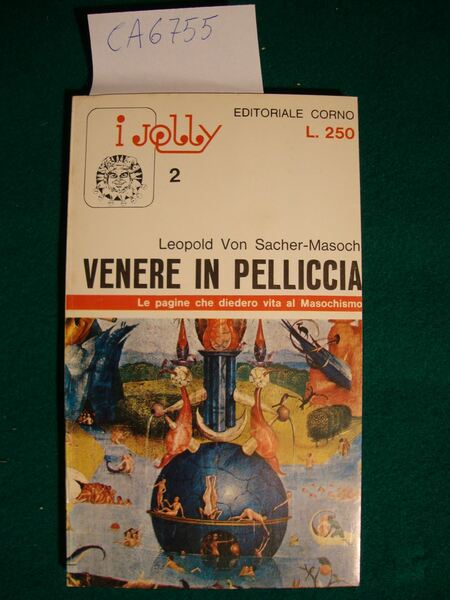 CA6755
i Jolly
EDITORIALE CORNO
L. 250
2
Leopold Von Sacher-Masoch
VENERE IN PELLICCIA
Le pagine che diedero vita al Masochismo